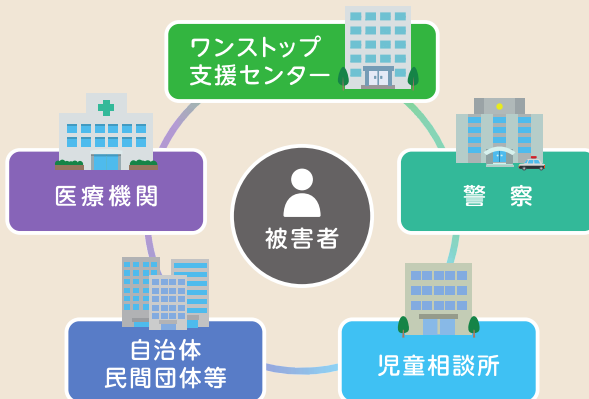 ワンストップ
支援センター
医療機関
警察
被害者
自治体
民間団体等
児童相談所